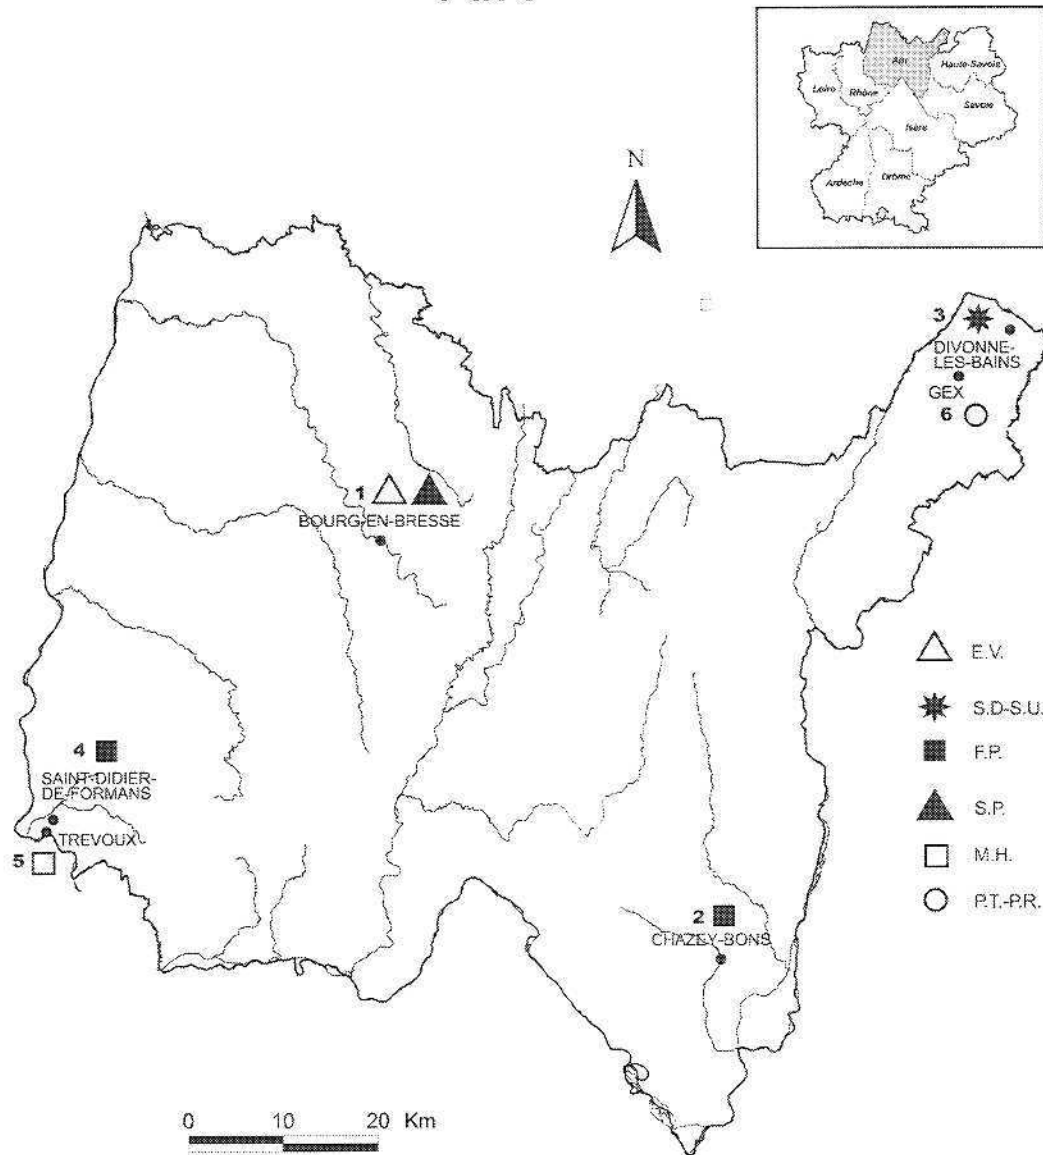 Ain
Haute-Savoie
Loire
Rhône
Savoie
Isère
Ardèche
Drôme
N
3
DIVONNE-
LES-BAINS
GEX
6
1
BOURG-EN-BRESSE
E.V.
S.D-S.U.
4
F.P.
SAINT-DIDIER-
DE-FORMANS
S.P.
TREVOUX
5
M.H.
2
P.T.-P.R.
CHAZEY-BONS
0 10 20 Km